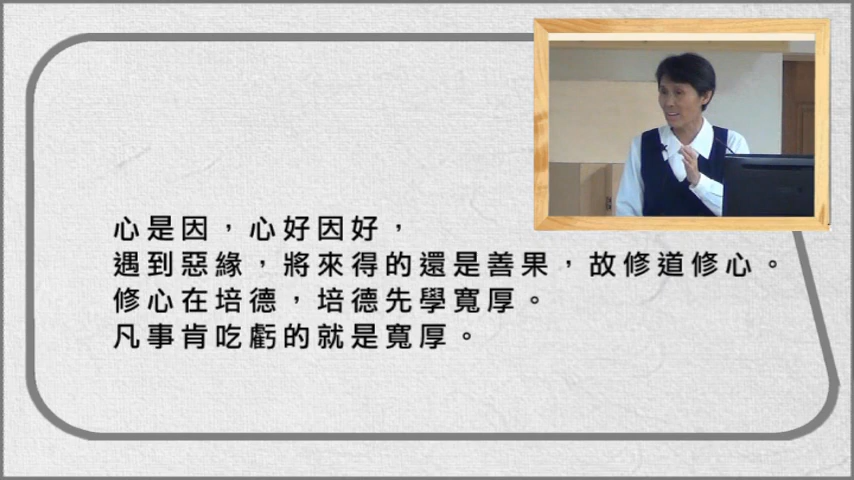 心是因，心好因好，
遇到惡緣，將來得的還是善果，故修道修心。
修心在培德，培德先學寬厚。
凡事肯吃虧的就是寬厚。